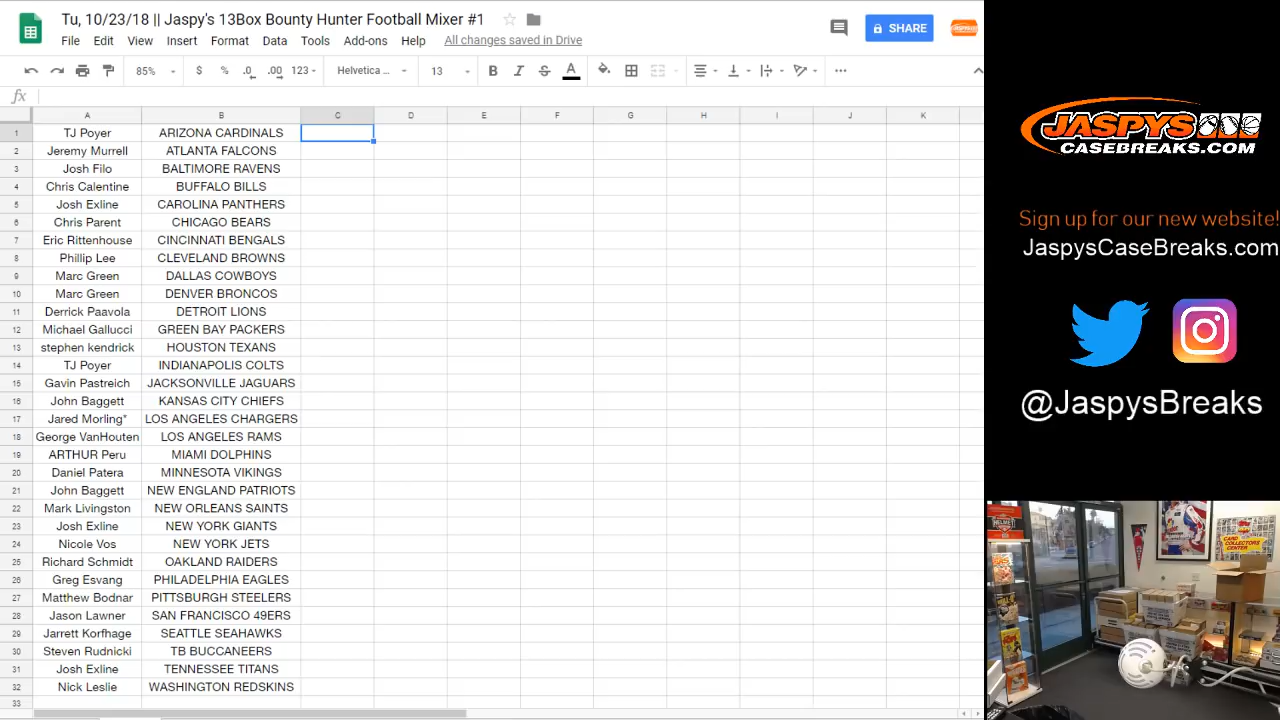 Tu, 10/23/18 || Jaspy's 13Box Bounty Hunter Football Mixer #1
SHARE
File Edit View Insert Format Data Tools Add-ons Help All changes saved in Drive
85% $ % .0 .00 123 Helvetica ... 13 B I S A
fx
A B C D E F G H I J K
1 TJ Poyer ARIZONA CARDINALS
2 Jeremy Murrell ATLANTA FALCONS
3 Josh Filo BALTIMORE RAVENS
4 Chris Calentine BUFFALO BILLS
5 Josh Exline CAROLINA PANTHERS
6 Chris Parent CHICAGO BEARS
7 Eric Rittenhouse CINCINNATI BENGALS
8 Phillip Lee CLEVELAND BROWNS
9 Marc Green DALLAS COWBOYS
10 Marc Green DENVER BRONCOS
11 Derrick Paavola DETROIT LIONS
12 Michael Gallucci GREEN BAY PACKERS
13 stephen kendrick HOUSTON TEXANS
14 TJ Poyer INDIANAPOLIS COLTS
15 Gavin Pastreich JACKSONVILLE JAGUARS
16 John Baggett KANSAS CITY CHIEFS
17 Jared Morling* LOS ANGELES CHARGERS
18 George VanHouten LOS ANGELES RAMS
19 ARTHUR Peru MIAMI DOLPHINS
20 Daniel Patera MINNESOTA VIKINGS
21 John Baggett NEW ENGLAND PATRIOTS
22 Mark Livingston NEW ORLEANS SAINTS
23 Josh Exline NEW YORK GIANTS
24 Nicole Vos NEW YORK JETS
25 Richard Schmidt OAKLAND RAIDERS
26 Greg Esvang PHILADELPHIA EAGLES
27 Matthew Bodnar PITTSBURGH STEELERS
28 Jason Lawner SAN FRANCISCO 49ERS
29 Jarrett Korfhage SEATTLE SEAHAWKS
30 Steven Rudnicki TB BUCCANEERS
31 Josh Exline TENNESSEE TITANS
32 Nick Leslie WASHINGTON REDSKINS
33
JASPYS
CASEBREAKS.COM
Sign up for our new website!
JaspysCaseBreaks.com
@JaspysBreaks
HELMET
CARD
COLLECTORS
CENTER